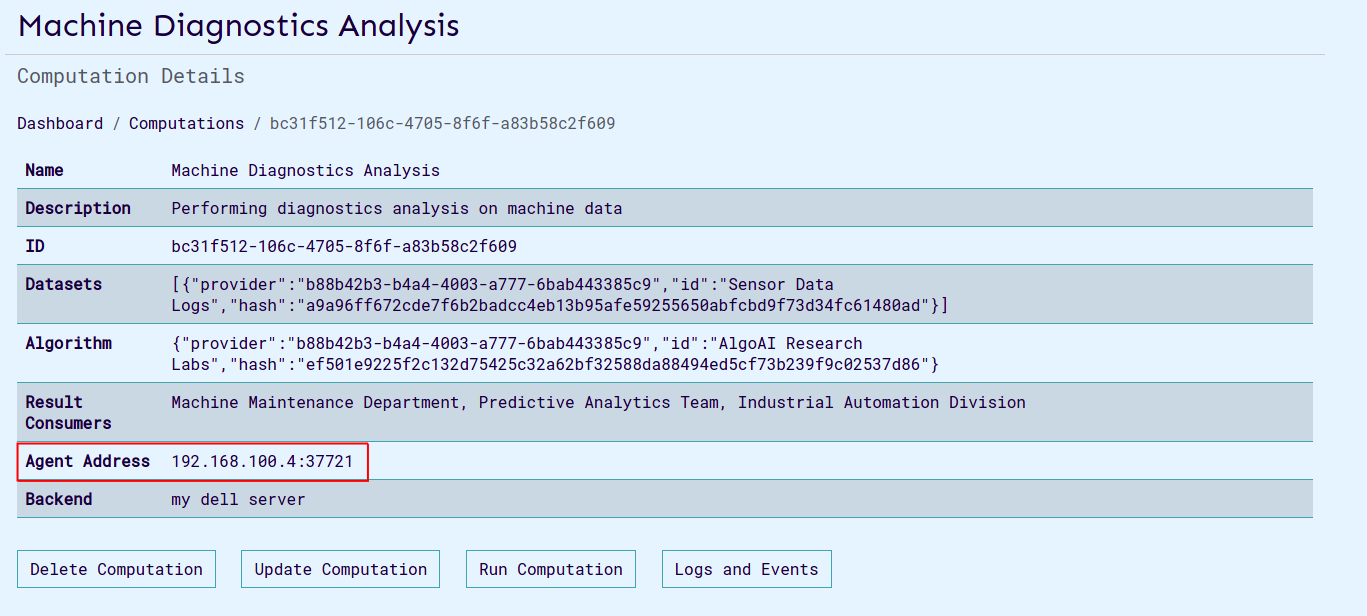 Machine Diagnostics Analysis
Computation Details
Dashboard / Computations / bc31f512-106c-4705-8f6f-a83b58c2f609
Name Machine Diagnostics Analysis
Description Performing diagnostics analysis on machine data
ID bc31f512-106c-4705-8f6f-a83b58c2f609
Datasets [{"provider":"b88b42b3-b4a4-4003-a777-6bab443385c9","id":"Sensor Data
Logs","hash":"a9a96ff672cde7f6b2badcc4eb13b95afe59255650abfcbd9f73d34fc61480ad"}]
Algorithm {"provider":"b88b42b3-b4a4-4003-a777-6bab443385c9","id":"AlgoAI Research
Labs","hash":"ef501e9225f2c132d75425c32a62bf32588da88494ed5cf73b239f9c02537d86"}
Result Machine Maintenance Department, Predictive Analytics Team, Industrial Automation Division
Consumers
Agent Address 192.168.100.4:37721
Backend my dell server
Delete Computation Update Computation Run Computation Logs and Events